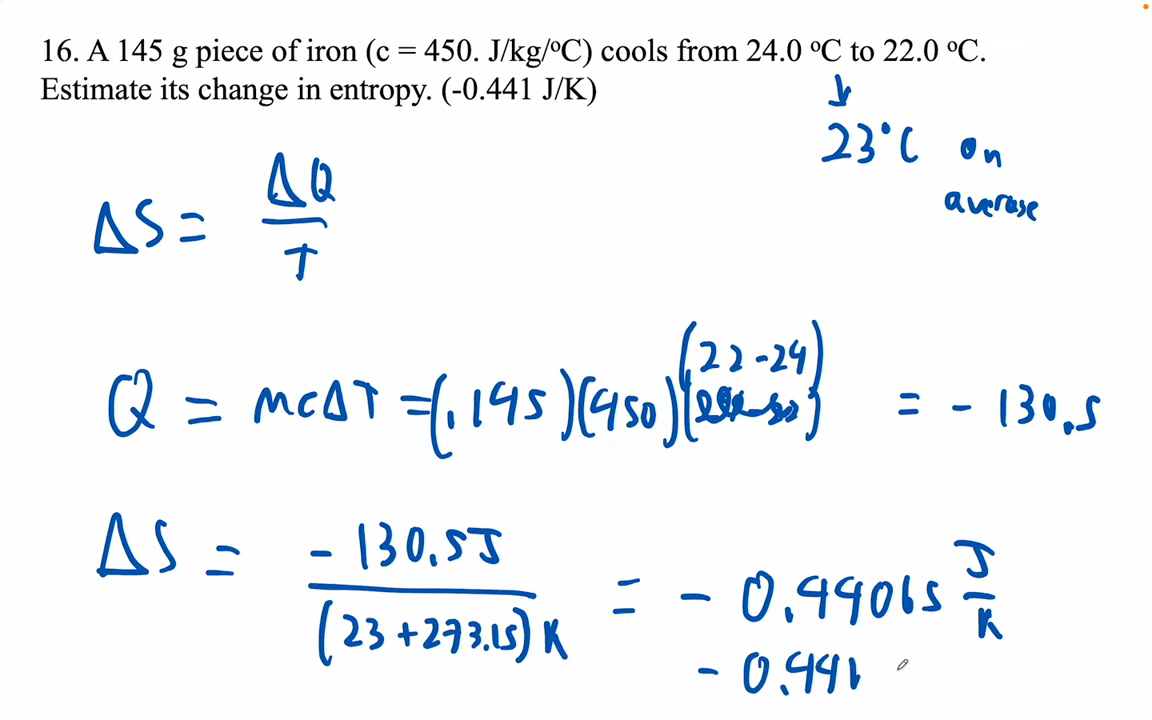 16. A 145 g piece of iron (c = 450. J/kg/°C) cools from 24.0 °C to 22.0 °C.
Estimate its change in entropy. (-0.441 J/K)
↓
23°C on
average
ΔS = ΔQ / T
Q = mcΔT = (.145)(450)(22-24) = - 130.5
ΔS = - 130.5J / (23 + 273.15) K = - 0.44065 J/K
- 0.441